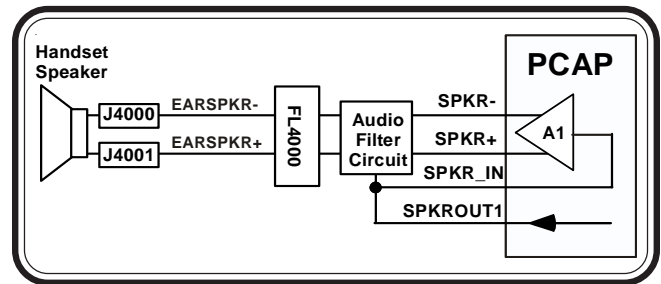 Handset
Speaker
PCAP
J4000
EARSPKR-
FL4000
SPKR-
J4001
EARSPKR+
Audio
Filter
Circuit
SPKR+
A1
SPKR_IN
SPKROUT1